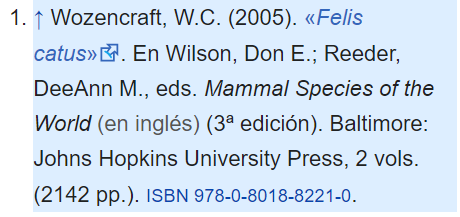 1. ↑ Wozencraft, W.C. (2005). «Felis
catus». En Wilson, Don E.; Reeder,
DeeAnn M., eds. Mammal Species of the
World (en inglés) (3ª edición). Baltimore:
Johns Hopkins University Press, 2 vols.
(2142 pp.). ISBN 978-0-8018-8221-0.